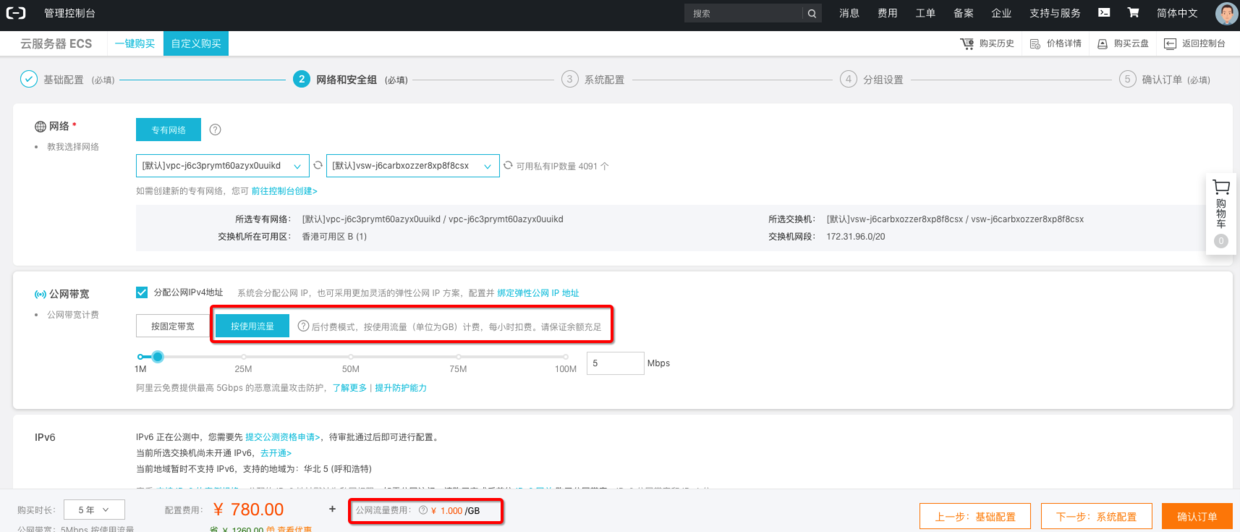 管理控制台
搜索
消息 费用 工单 备案 企业 支持与服务 简体中文
云服务器 ECS 一键购买 自定义购买 购买历史 价格详情 购买云盘 返回控制台
基础配置 (必填) 2 网络和安全组 (必填) 3 系统配置 4 分组设置 5 确认订单 (必填)
网络 * 专有网络 ?
• 教我选择网络
[默认]vpc-j6c3prymt60azyx0uuikd [默认]vsw-j6carbxozzer8xp8f8csx 可用私有IP数量 4091 个
如需创建新的专有网络，您可 前往控制台创建>
所选专有网络： [默认]vpc-j6c3prymt60azyx0uuikd / vpc-j6c3prymt60azyx0uuikd 所选交换机： [默认]vsw-j6carbxozzer8xp8f8csx / vsw-j6carbxozzer8xp8f8csx
交换机所在可用区： 香港可用区 B (1) 交换机网段： 172.31.96.0/20
购物车
0
公网带宽 分配公网IPv4地址 系统会分配公网 IP，也可采用更加灵活的弹性公网 IP 方案，配置并 绑定弹性公网 IP 地址
• 公网带宽计费
按固定带宽 按使用流量 ? 后付费模式，按使用流量（单位为GB）计费，每小时扣费。请保证余额充足
1M 25M 50M 75M 100M 5 Mbps
阿里云免费提供最高 5Gbps 的恶意流量攻击防护，了解更多 | 提升防护能力
IPv6 IPv6 正在公测中，您需要先 提交公测资格申请>，待审批通过后即可进行配置。
当前所选交换机尚未开通 IPv6，去开通>
当前地域暂时不支持 IPv6，支持的地域为：华北 5 (呼和浩特)
购买时长： 5 年 配置费用： ¥ 780.00 + 公网流量费用： ? ¥ 1.000 /GB
省 ¥ 1260.00 查看优惠
公网带宽：5Mbps 按使用流量
上一步：基础配置 下一步：系统配置 确认订单